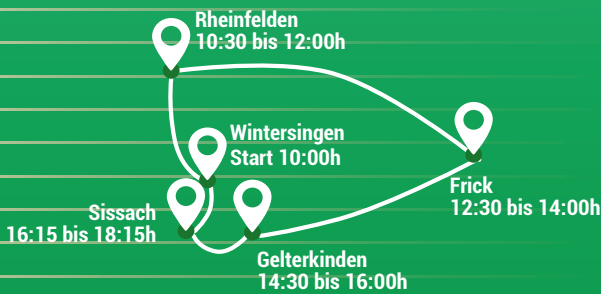 Rheinfelden
10:30 bis 12:00h
Wintersingen
Start 10:00h
Frick
12:30 bis 14:00h
Sissach
16:15 bis 18:15h
Gelterkinden
14:30 bis 16:00h